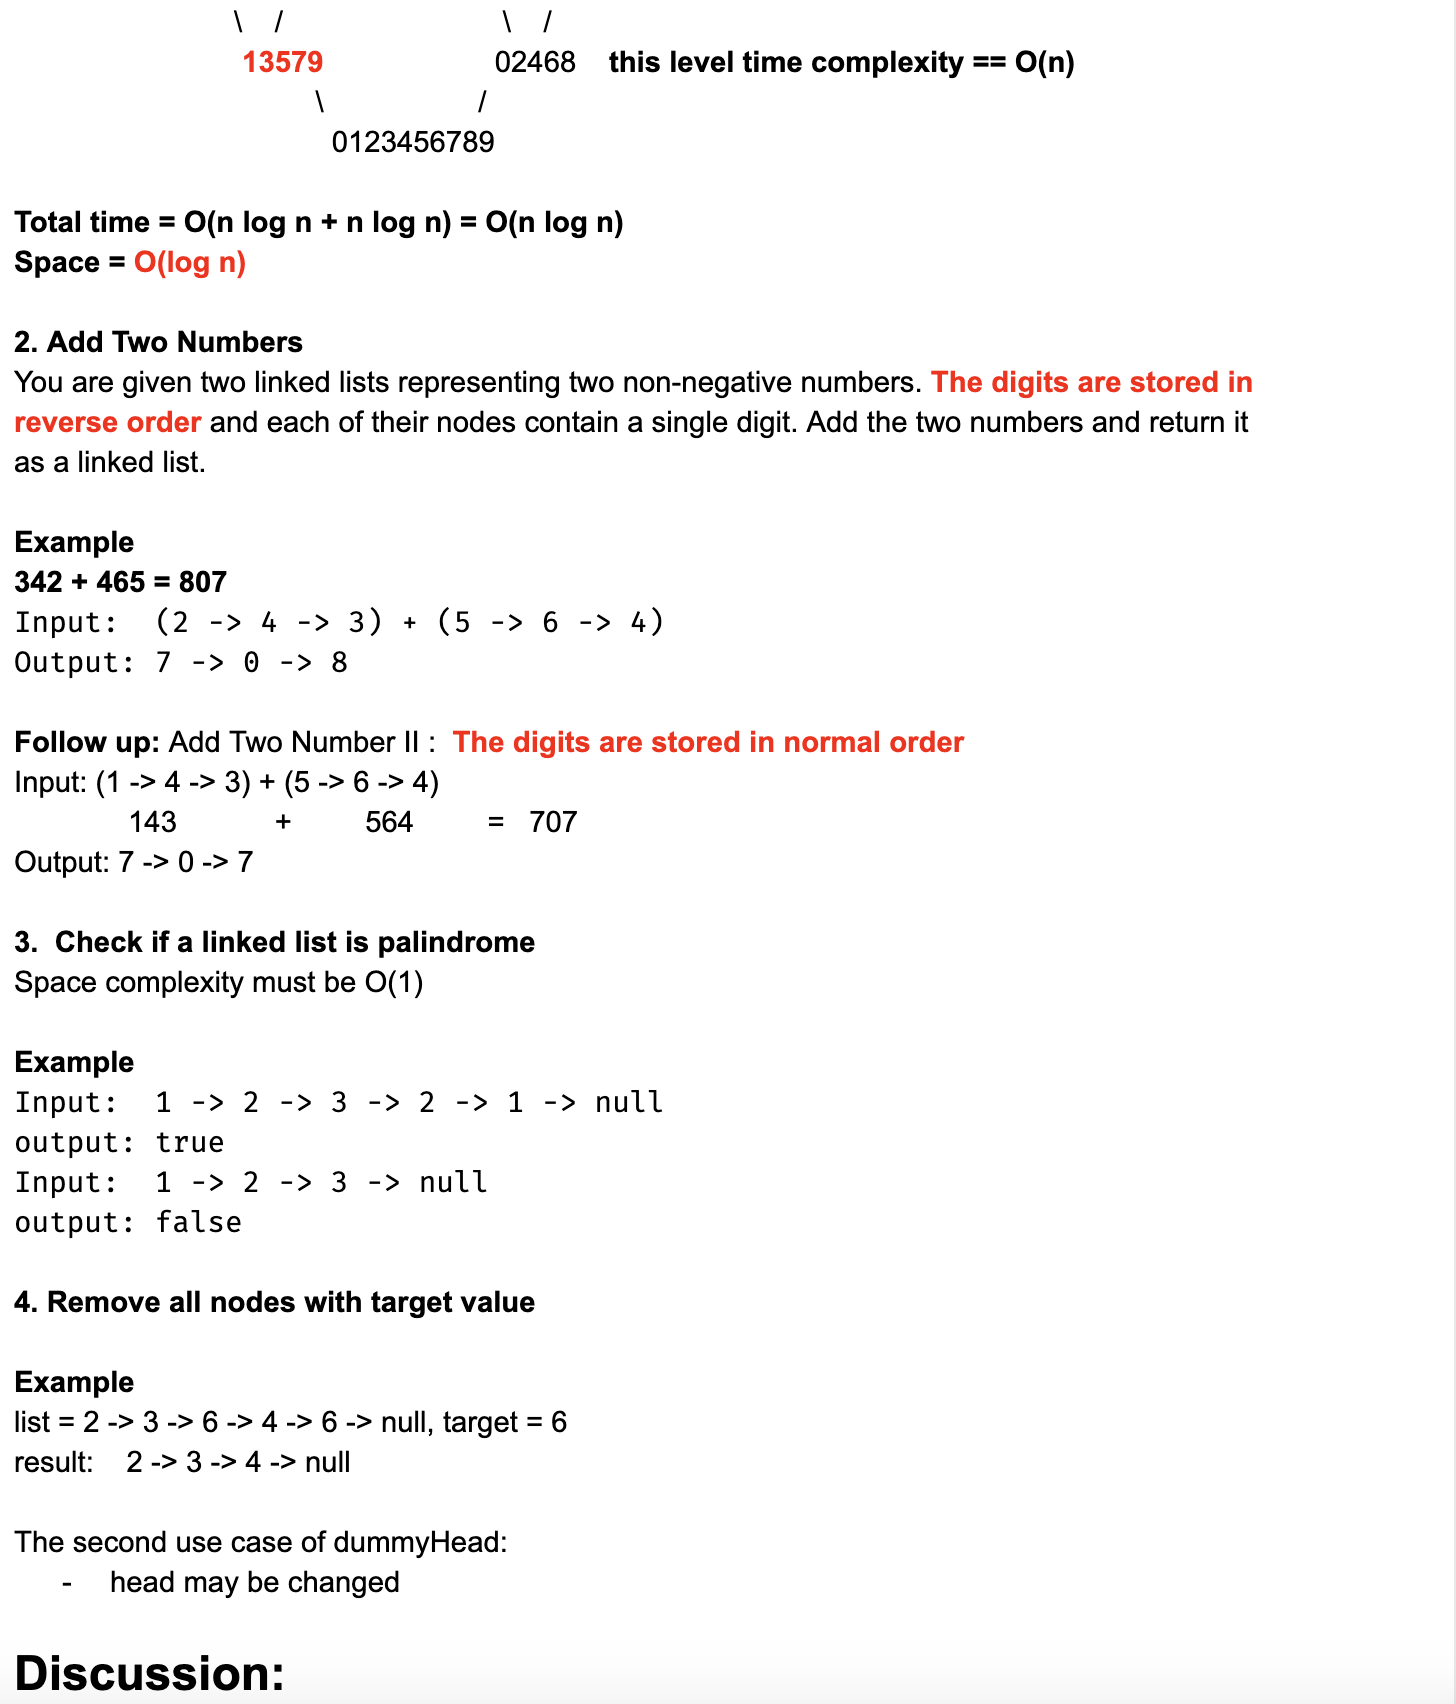 \ / \ /
13579 02468 this level time complexity == O(n)
\ /
0123456789
Total time = O(n log n + n log n) = O(n log n)
Space = O(log n)
2. Add Two Numbers
You are given two linked lists representing two non-negative numbers. The digits are stored in
reverse order and each of their nodes contain a single digit. Add the two numbers and return it
as a linked list.
Example
342 + 465 = 807
Input: (2 -> 4 -> 3) + (5 -> 6 -> 4)
Output: 7 -> 0 -> 8
Follow up: Add Two Number II : The digits are stored in normal order
Input: (1 -> 4 -> 3) + (5 -> 6 -> 4)
143 + 564 = 707
Output: 7 -> 0 -> 7
3. Check if a linked list is palindrome
Space complexity must be O(1)
Example
Input: 1 -> 2 -> 3 -> 2 -> 1 -> null
output: true
Input: 1 -> 2 -> 3 -> null
output: false
4. Remove all nodes with target value
Example
list = 2 -> 3 -> 6 -> 4 -> 6 -> null, target = 6
result: 2 -> 3 -> 4 -> null
The second use case of dummyHead:
- head may be changed
Discussion: